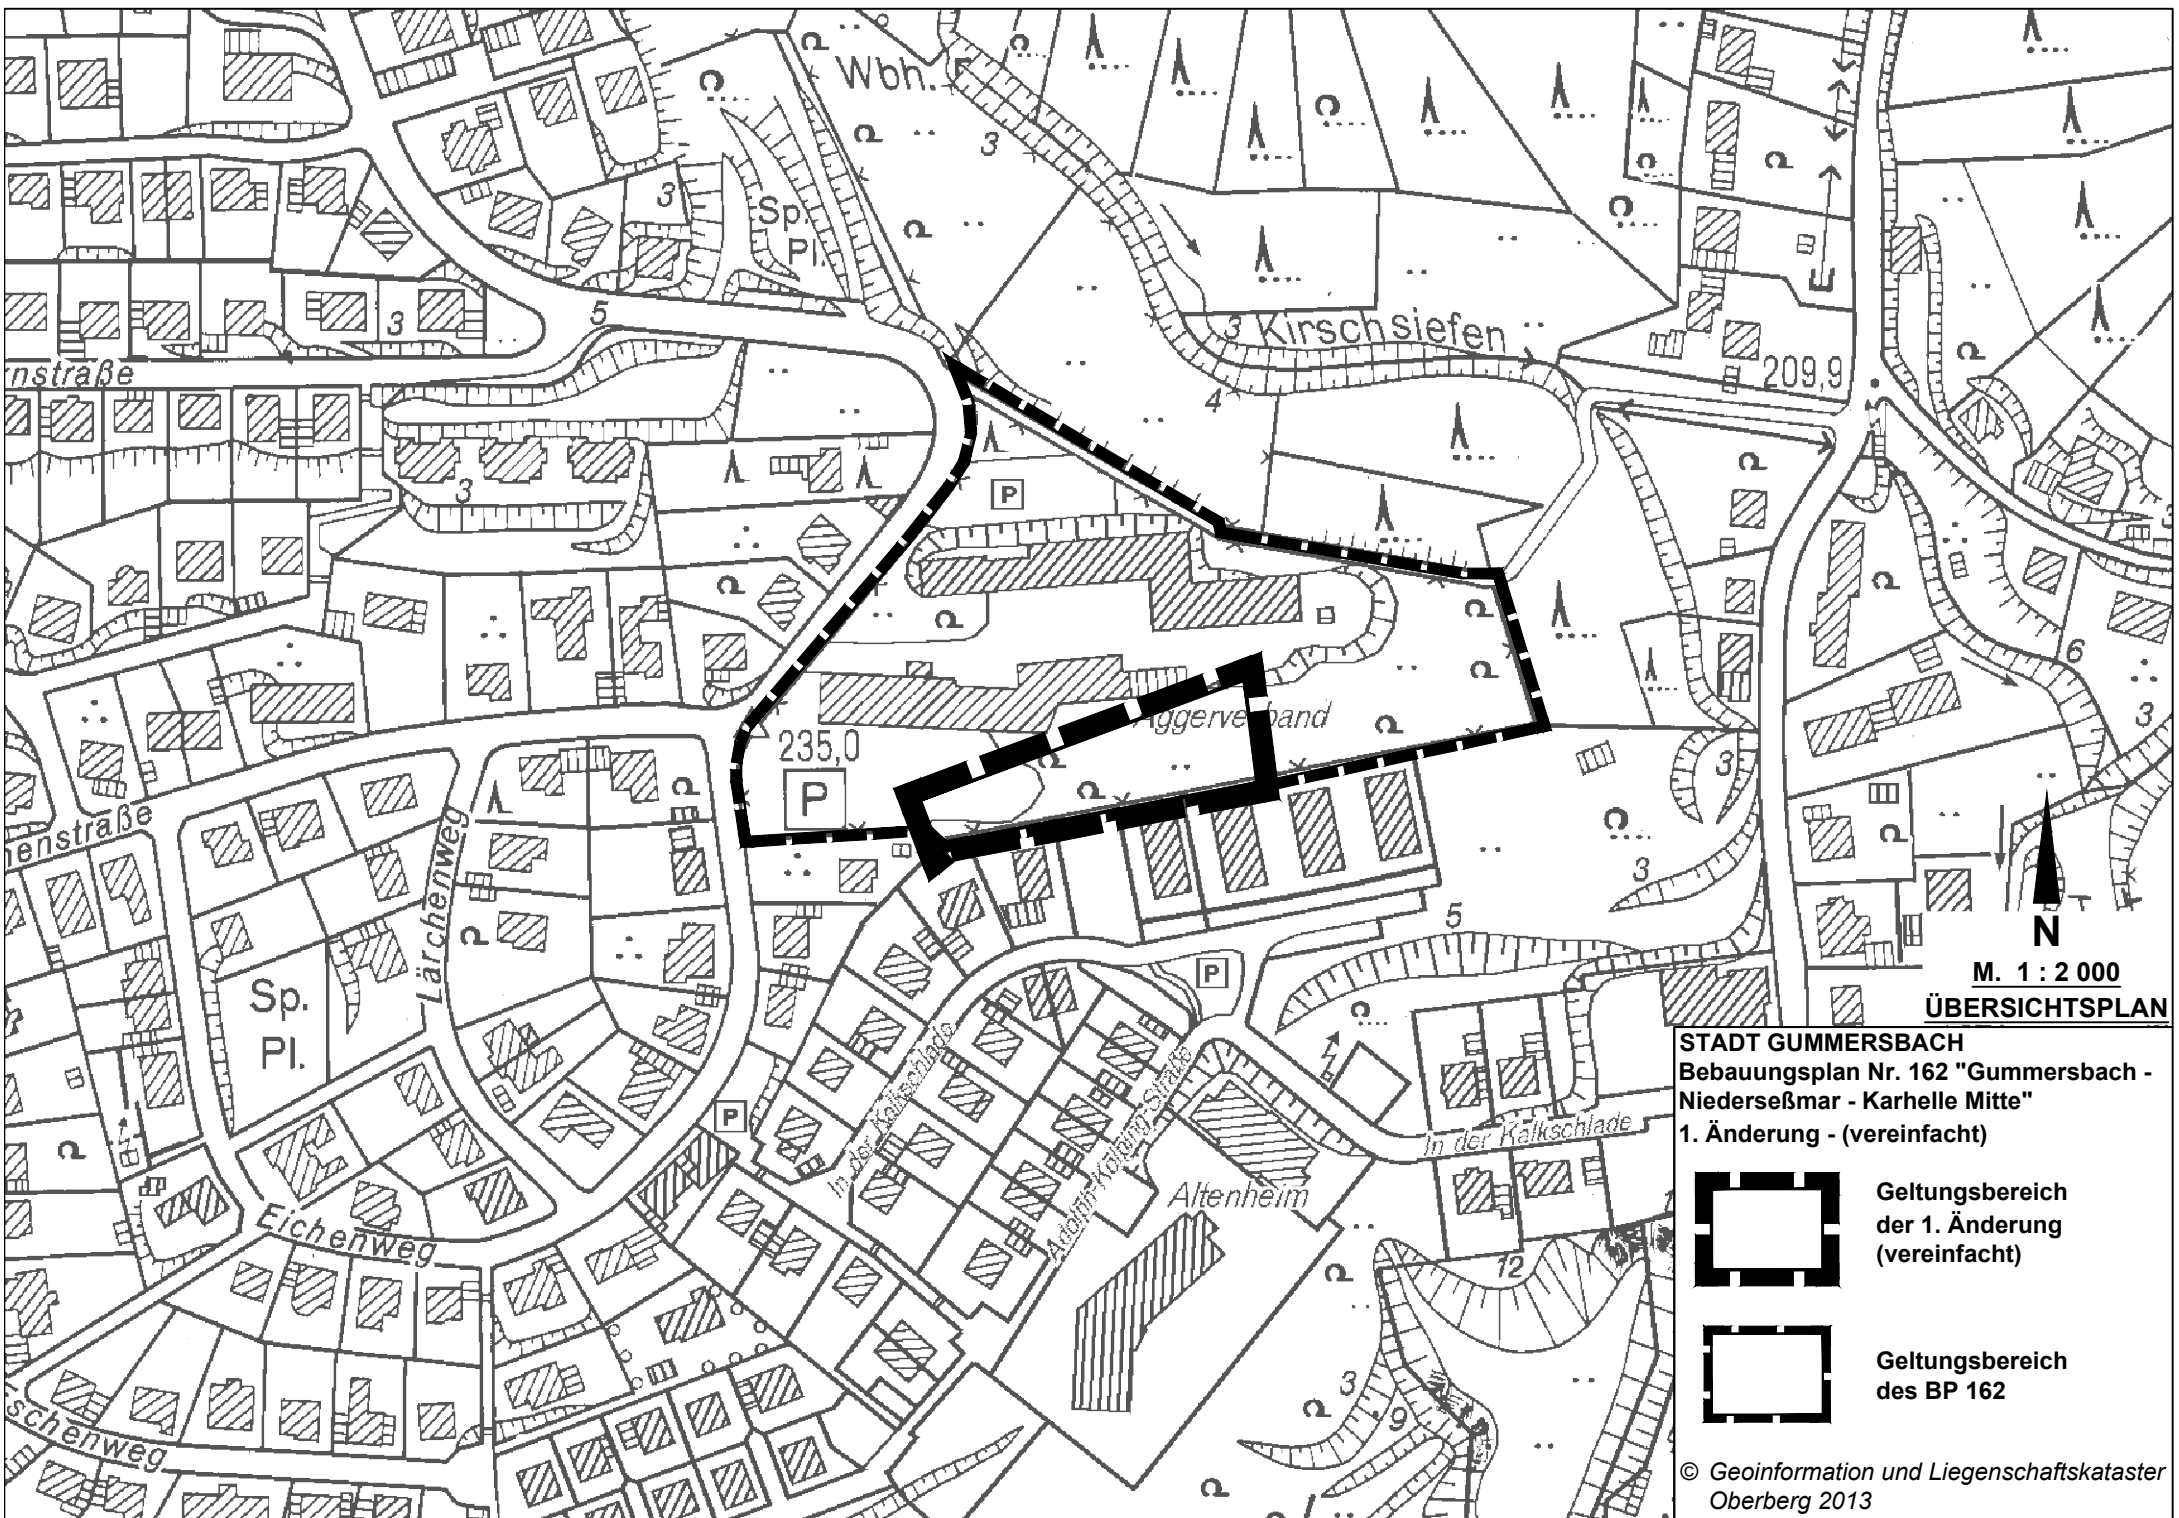 Wbh.
3
Sp.
Pl.
3
5
3
3
Kirschsiefen
209,9
nstraße
4
3
P
6
3
Aggerverband
235,0
P
3
nenstraße
Lärchenweg
3
5
N
M. 1 : 2 000
ÜBERSICHTSPLAN
Sp.
Pl.
P
In der Kalkschlade
Adolph-Kolping-Straße
P
In der Kalkschlade
Altenheim
Eichenweg
12
3
9
schenweg
STADT GUMMERSBACH
Bebauungsplan Nr. 162 "Gummersbach -
Niederseßmar - Karhelle Mitte"
1. Änderung - (vereinfacht)
Geltungsbereich
der 1. Änderung
(vereinfacht)
Geltungsbereich
des BP 162
© Geoinformation und Liegenschaftskataster
Oberberg 2013